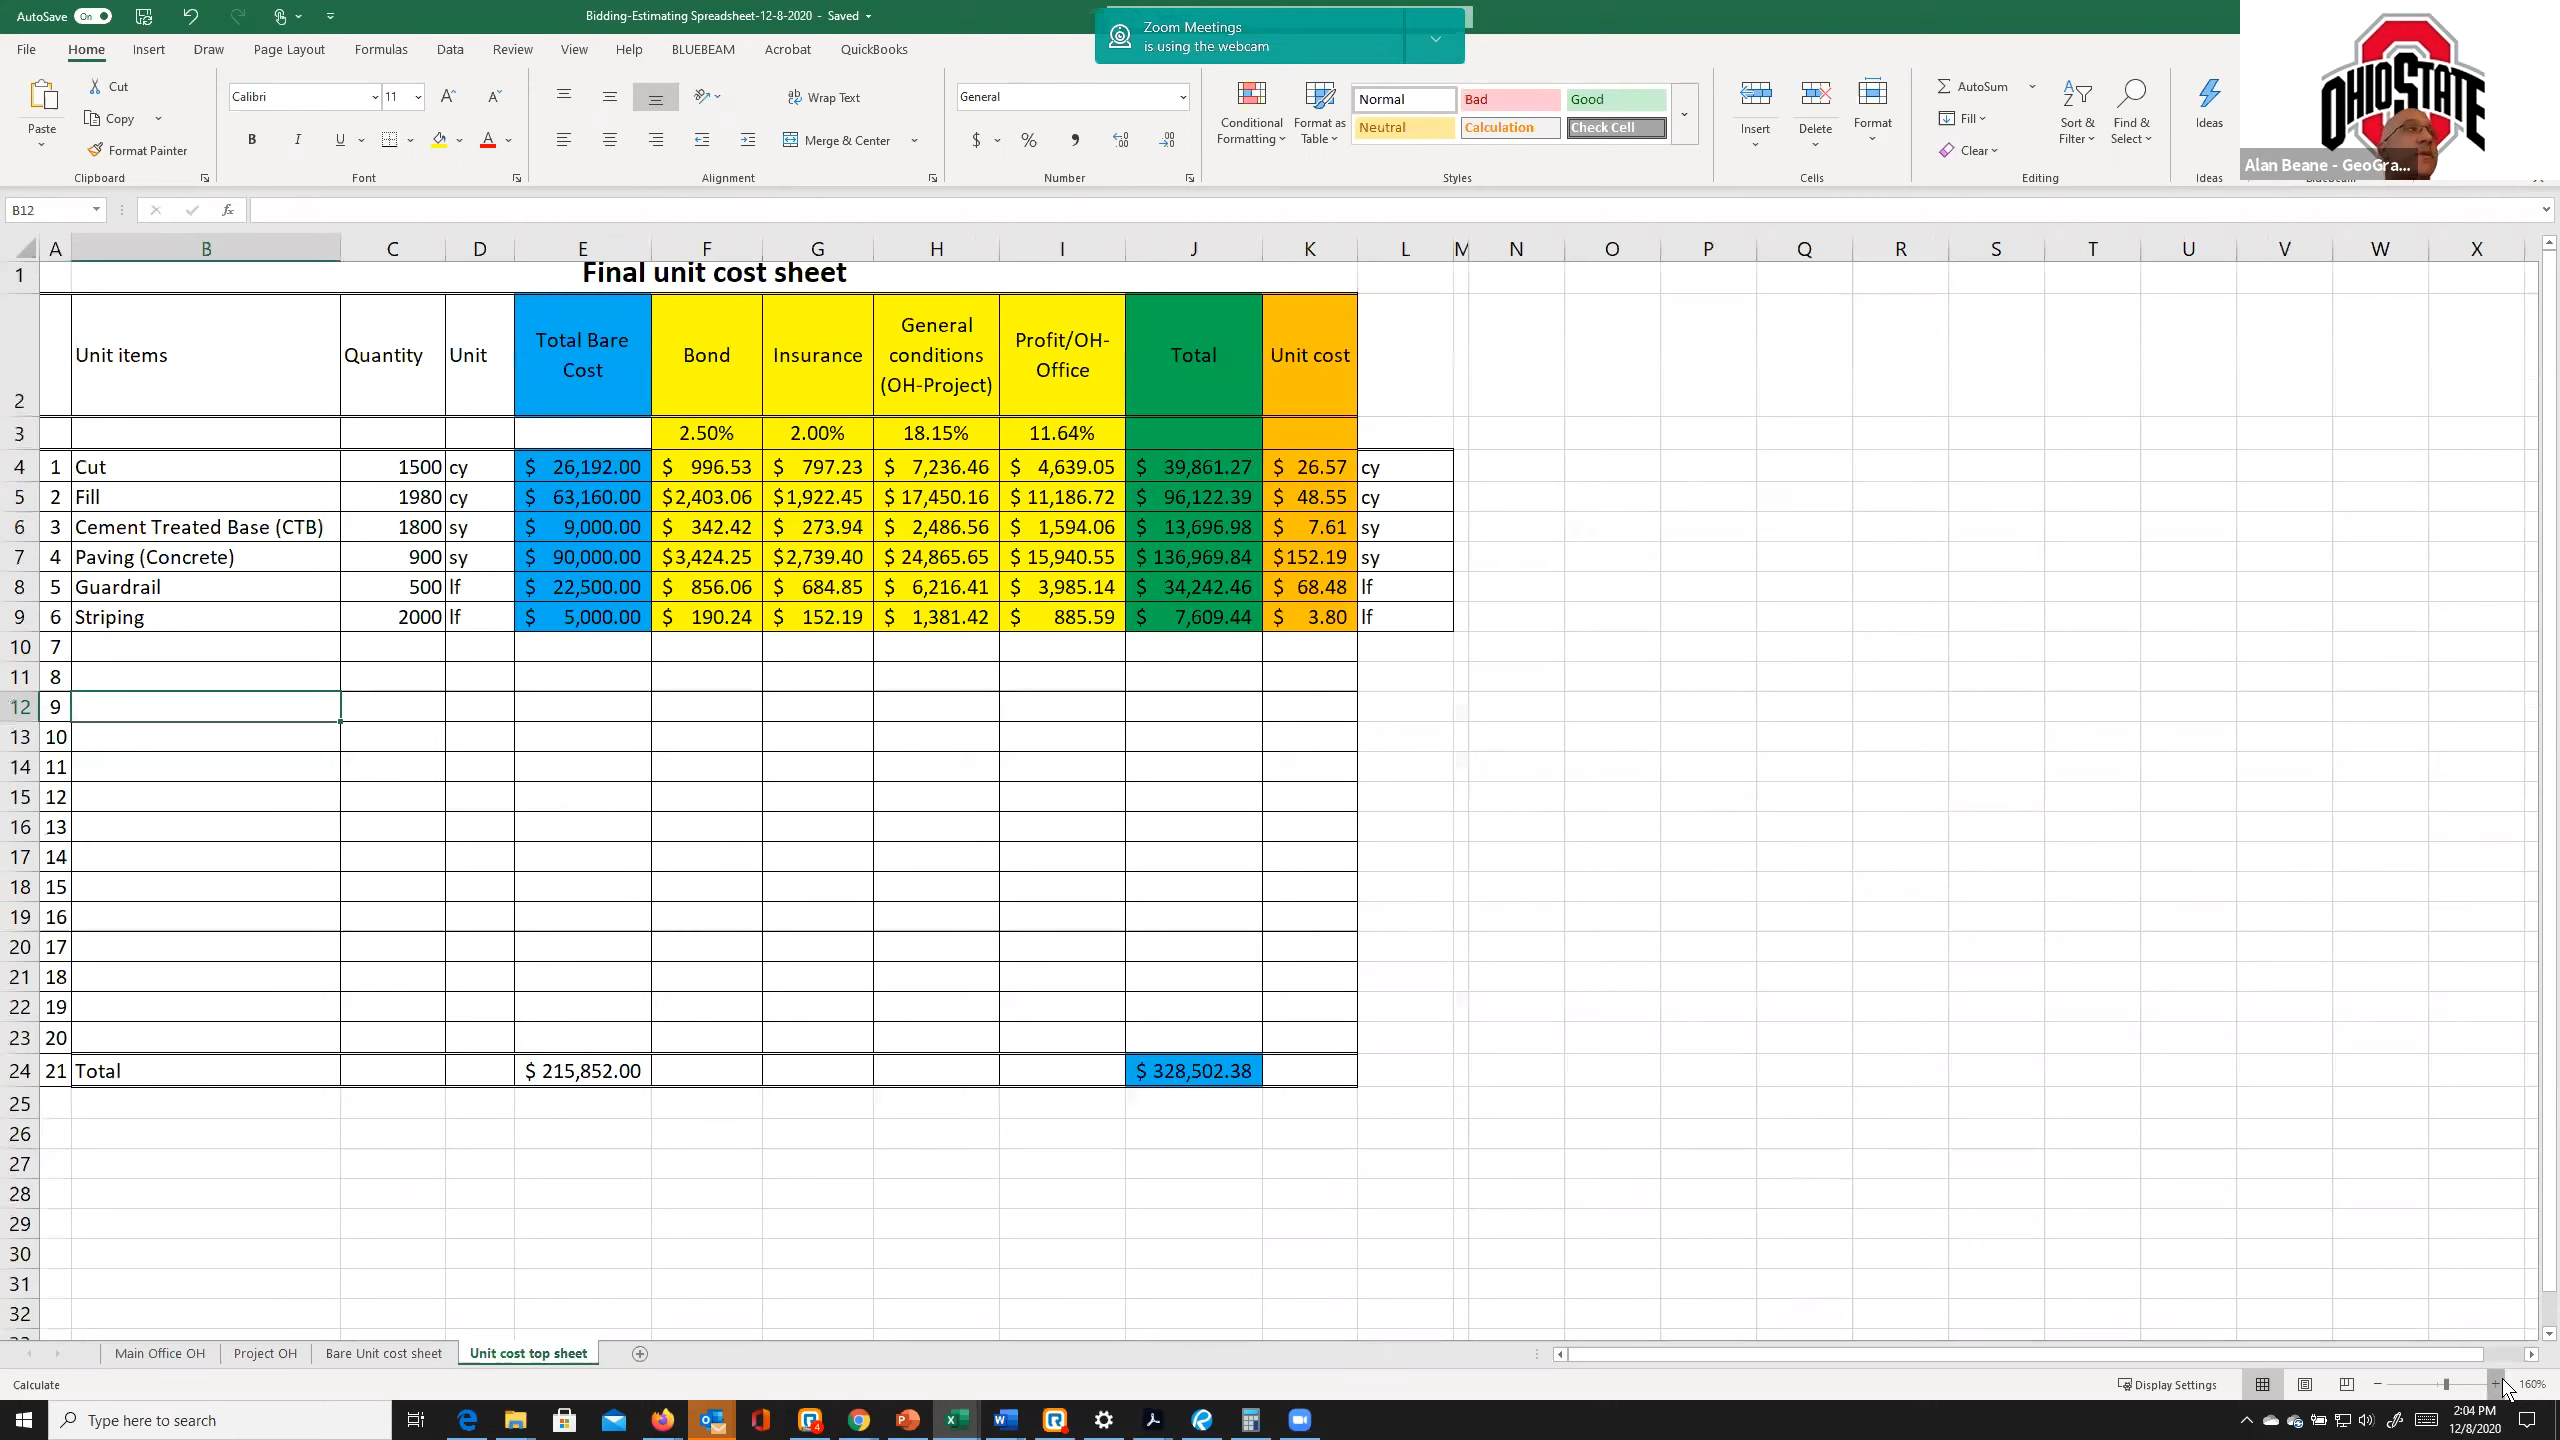 AutoSave On Bidding-Estimating Spreadsheet-12-8-2020 - Saved
Zoom Meetings
is using the webcam
File Home Insert Draw Page Layout Formulas Data Review View Help BLUEBEAM Acrobat QuickBooks
OHIO STATE
Alan Beane - GeoGra...
Paste Cut Copy Format Painter Clipboard
Calibri 11 A A B I U A Font
ab Wrap Text Merge & Center Alignment
General $ % Number
Conditional Formatting Format as Table Normal Bad Good Neutral Calculation Check Cell Styles
Insert Delete Format Cells
AutoSum Fill Clear Sort & Filter Find & Select Editing
Ideas Ideas
B12 fx
A B C D E F G H I J K L M N O P Q R S T U V W X
1 Final unit cost sheet
2 Unit items Quantity Unit Total Bare Cost Bond Insurance General conditions (OH-Project) Profit/OH-Office Total Unit cost
3 2.50% 2.00% 18.15% 11.64%
4 1 Cut 1500 cy $ 26,192.00 $ 996.53 $ 797.23 $ 7,236.46 $ 4,639.05 $ 39,861.27 $ 26.57 cy
5 2 Fill 1980 cy $ 63,160.00 $2,403.06 $1,922.45 $ 17,450.16 $ 11,186.72 $ 96,122.39 $ 48.55 cy
6 3 Cement Treated Base (CTB) 1800 sy $ 9,000.00 $ 342.42 $ 273.94 $ 2,486.56 $ 1,594.06 $ 13,696.98 $ 7.61 sy
7 4 Paving (Concrete) 900 sy $ 90,000.00 $3,424.25 $2,739.40 $ 24,865.65 $ 15,940.55 $ 136,969.84 $152.19 sy
8 5 Guardrail 500 lf $ 22,500.00 $ 856.06 $ 684.85 $ 6,216.41 $ 3,985.14 $ 34,242.46 $ 68.48 lf
9 6 Striping 2000 lf $ 5,000.00 $ 190.24 $ 152.19 $ 1,381.42 $ 885.59 $ 7,609.44 $ 3.80 lf
10 7
11 8
12 9
13 10
14 11
15 12
16 13
17 14
18 15
19 16
20 17
21 18
22 19
23 20
24 21 Total $ 215,852.00 $ 328,502.38
25
26
27
28
29
30
31
32
Main Office OH Project OH Bare Unit cost sheet Unit cost top sheet
Calculate Display Settings 160%
Type here to search 2:04 PM
12/8/2020